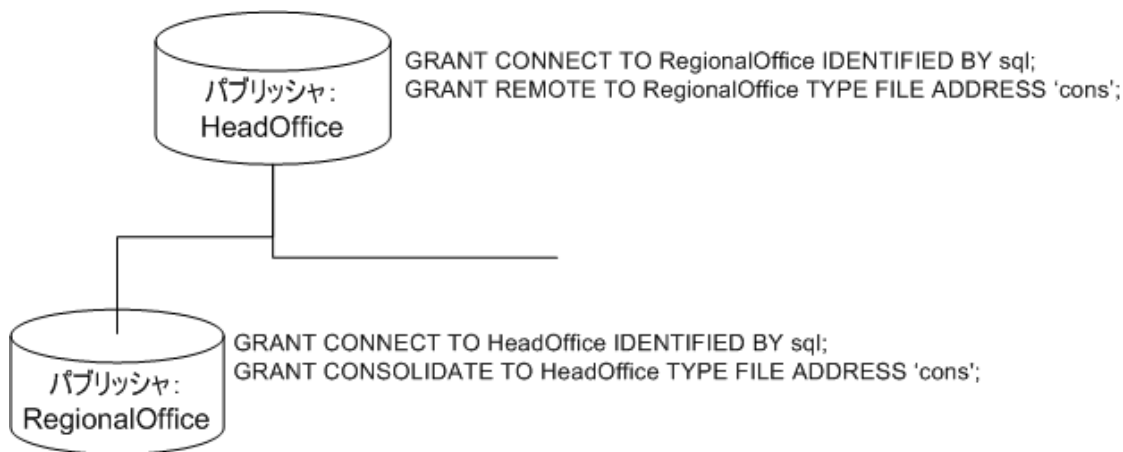 パブリッシャ:
HeadOffice
GRANT CONNECT TO RegionalOffice IDENTIFIED BY sql;
GRANT REMOTE TO RegionalOffice TYPE FILE ADDRESS ‘cons’;
パブリッシャ:
RegionalOffice
GRANT CONNECT TO HeadOffice IDENTIFIED BY sql;
GRANT CONSOLIDATE TO HeadOffice TYPE FILE ADDRESS ‘cons’;